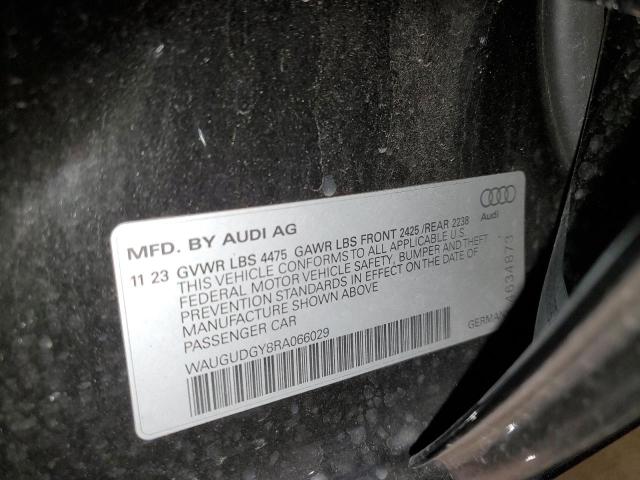 MFD. BY AUDI AG
Audi
11 23 GVWR LBS 4475 GAWR LBS FRONT 2425 /REAR 2238
THIS VEHICLE CONFORMS TO ALL APPLICABLE U.S.
FEDERAL MOTOR VEHICLE SAFETY, BUMPER AND THEFT
PREVENTION STANDARDS IN EFFECT ON THE DATE OF
MANUFACTURE SHOWN ABOVE
PASSENGER CAR
WAUGUDGY8RA066029
GERMAN
4634873